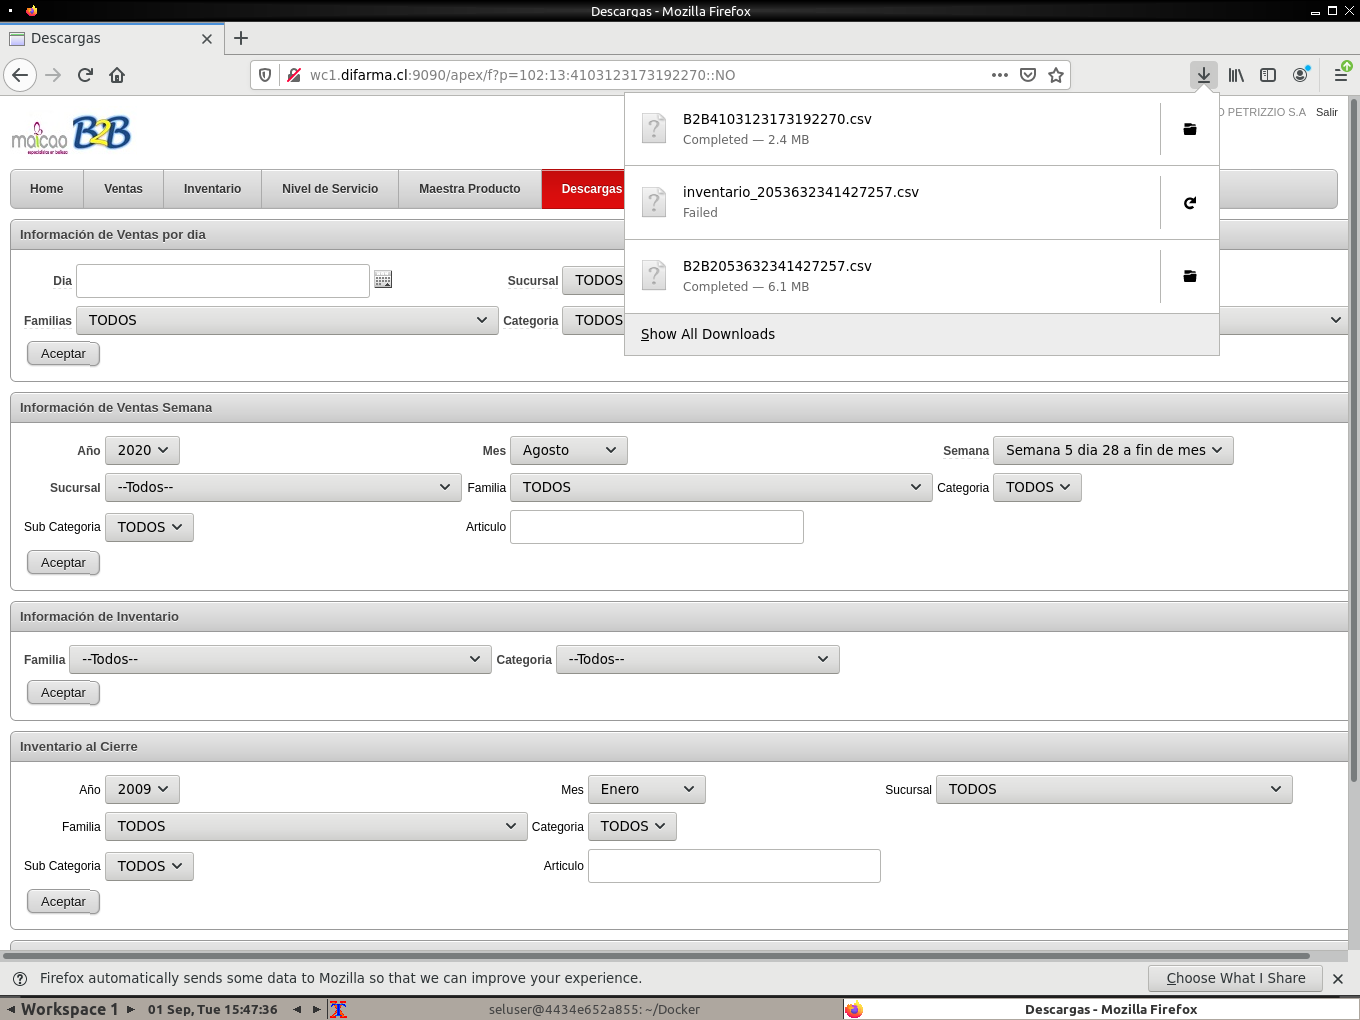 Descargas - Mozilla Firefox
Descargas
wc1.difarma.cl:9090/apex/f?p=102:13:4103123173192270::NO
B2B4103123173192270.csv
Completed — 2.4 MB
inventario_2053632341427257.csv
Failed
B2B2053632341427257.csv
Completed — 6.1 MB
Show All Downloads
PETRIZZIO S.A Salir
maicao B2B
Home Ventas Inventario Nivel de Servicio Maestra Producto Descargas
Información de Ventas por dia
Dia Sucursal TODOS
Familias TODOS Categoria TODOS
Aceptar
Información de Ventas Semana
Año 2020 Mes Agosto Semana Semana 5 dia 28 a fin de mes
Sucursal --Todos-- Familia TODOS Categoria TODOS
Sub Categoria TODOS Articulo
Aceptar
Información de Inventario
Familia --Todos-- Categoria --Todos--
Aceptar
Inventario al Cierre
Año 2009 Mes Enero Sucursal TODOS
Familia TODOS Categoria TODOS
Sub Categoria TODOS Articulo
Aceptar
Firefox automatically sends some data to Mozilla so that we can improve your experience. Choose What I Share
Workspace 1 01 Sep, Tue 15:47:36 seluser@4434e652a855: ~/Docker Descargas - Mozilla Firefox